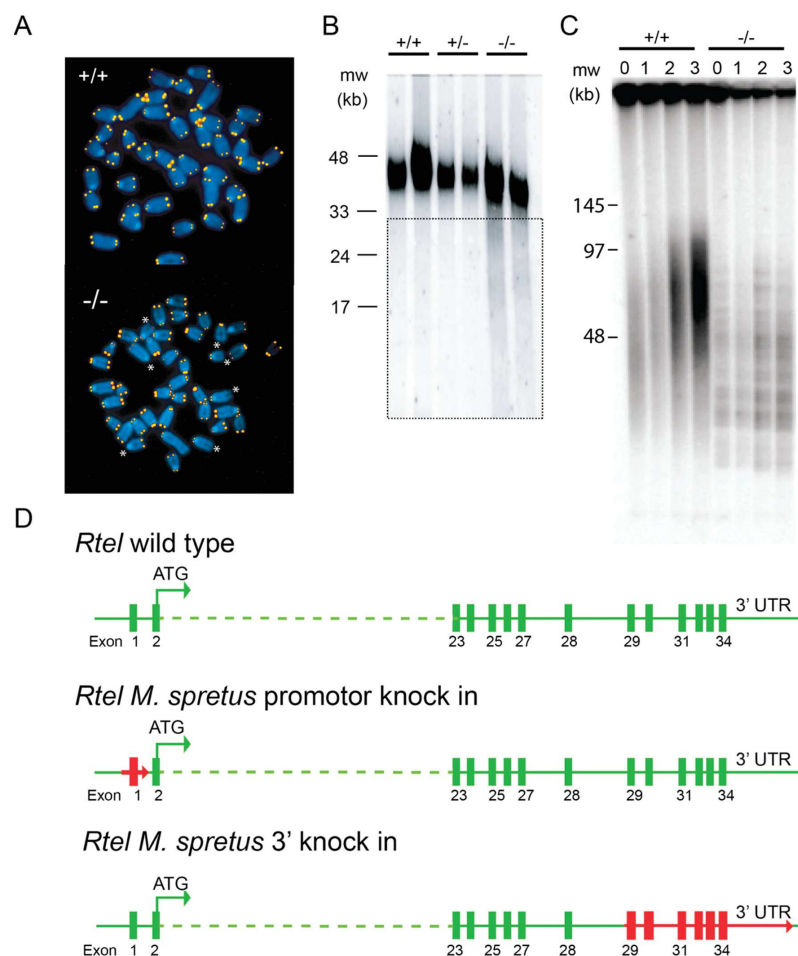 A
+/+
-/-
* * * * * * * *
B
+/+ +/- -/-
mw
(kb)
48
33
24
17
C
+/+ -/-
0 1 2 3 0 1 2 3
mw
(kb)
145
97
48
D
Rtel wild type
ATG
3' UTR
Exon 1 2 23 25 27 28 29 31 34
Rtel M. spretus promotor knock in
ATG
3' UTR
Exon 1 2 23 25 27 28 29 31 34
Rtel M. spretus 3' knock in
ATG
3' UTR
Exon 1 2 23 25 27 28 29 31 34